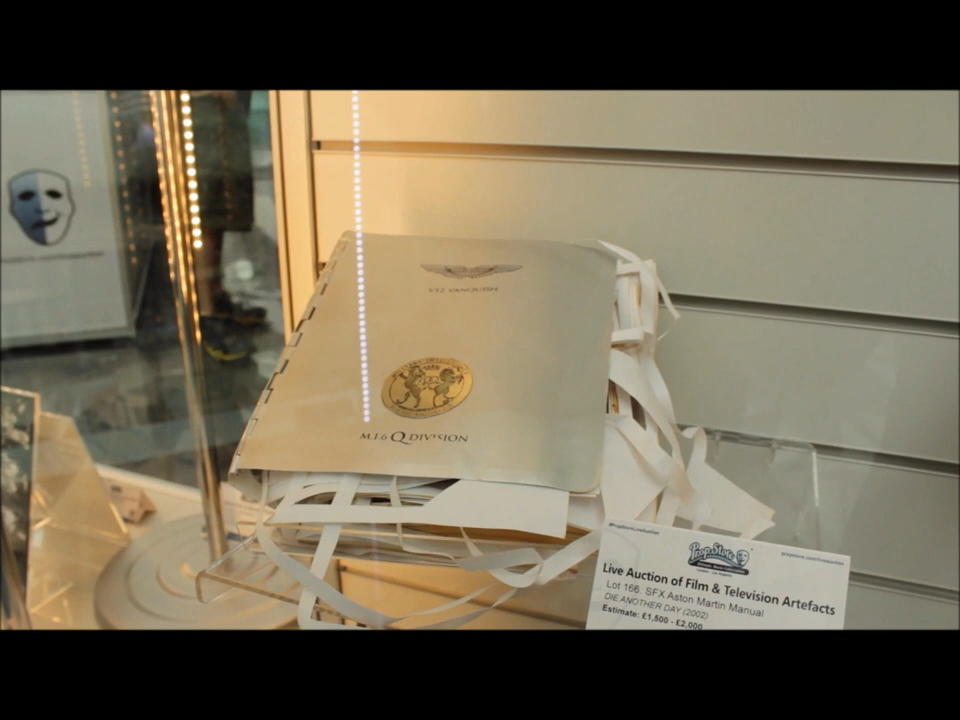 V12 VANQUISH
M.I.6 Q DIVISION
PropStore
Live Auction of Film & Television Artefacts
Lot 166. SFX Aston Martin Manual
DIE ANOTHER DAY (2002)
Estimate: £1,500 - £2,000